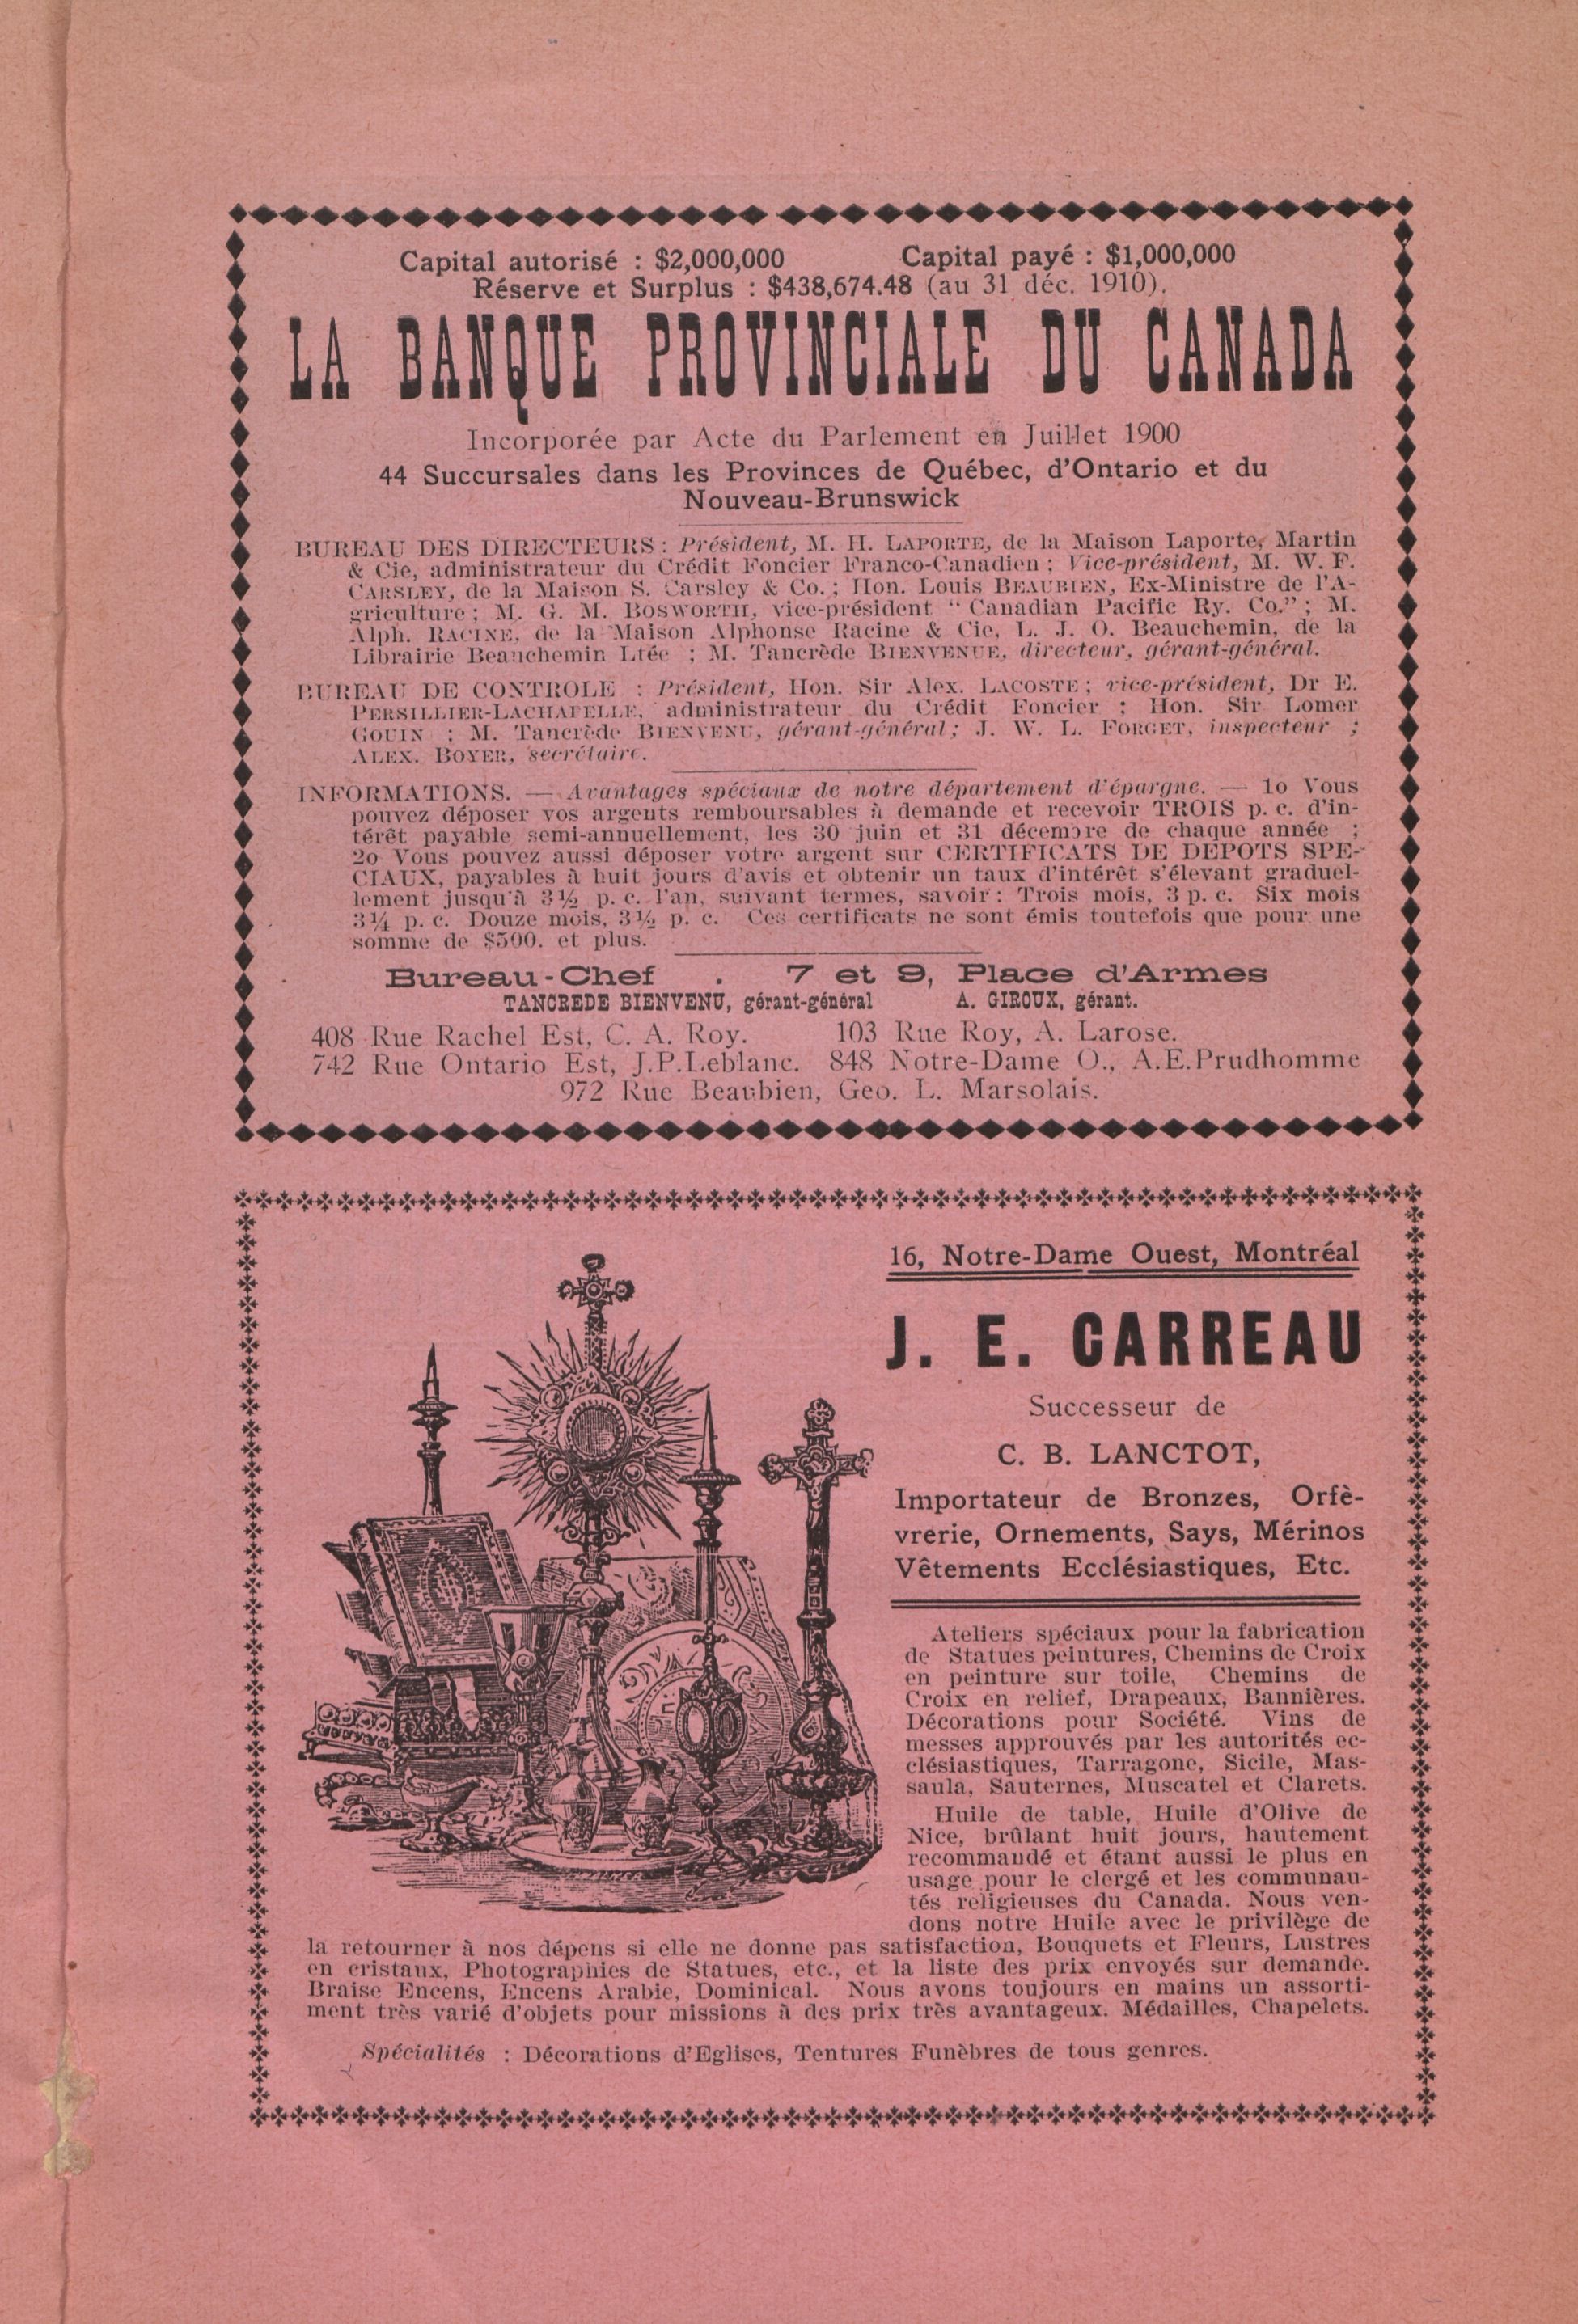 Capital autorisé : $2,000,000 Capital payé : $1,000,000
Réserve et Surplus : $438,674.48 (au 31 déc. 1910).
LA BANQUE PROVINCIALE DU CANADA
Incorporée par Acte du Parlement en Juillet 1900
44 Succursales dans les Provinces de Québec, d'Ontario et du
Nouveau-Brunswick
BUREAU DES DIRECTEURS : Président, M. H. LAPORTE, de la Maison Laporte, Martin
& Cie, administrateur du Crédit Foncier Franco-Canadien ; Vice-président, M. W. F.
CARSLEY, de la Maison S. Carsley & Co. ; Hon. Louis BEAUBIEN, Ex-Ministre de l'A-
griculture ; M. G. M. BOSWORTH, vice-président " Canadian Pacific Ry. Co." ; M.
Alph. RACINE, de la Maison Alphonse Racine & Cie, L. J. O. Beauchemin, de la
Librairie Beauchemin Ltée ; M. Tancrède BIENVENUE, directeur, gérant-général.
BUREAU DE CONTROLE : Président, Hon. Sir Alex. LACOSTE ; vice-président, Dr E.
PERSILLIER-LACHAPELLE, administrateur du Crédit Foncier ; Hon. Sir Lomer
GOUIN ; M. Tancrède BIENVENU, gérant-général ; J. W. L. FORGET, inspecteur ;
ALEX. BOYER, secrétaire.
INFORMATIONS. — Avantages spéciaux de notre département d'épargne. — 1o Vous
pouvez déposer vos argents remboursables à demande et recevoir TROIS p. c. d'in-
térêt payable semi-annuellement, les 30 juin et 31 décembre de chaque année ;
2o Vous pouvez aussi déposer votre argent sur CERTIFICATS DE DEPOTS SPE-
CIAUX, payables à huit jours d'avis et obtenir un taux d'intérêt s'élevant graduel-
lement jusqu'à 3½ p. c. l'an, suivant termes, savoir : Trois mois, 3 p. c. Six mois
3¼ p. c. Douze mois, 3½ p. c. Ces certificats ne sont émis toutefois que pour une
somme de $500. et plus.
Bureau-Chef . 7 et 9, Place d'Armes
TANCREDE BIENVENU, gérant-général A. GIROUX, gérant.
408 Rue Rachel Est, C. A. Roy. 103 Rue Roy, A. Larose.
742 Rue Ontario Est, J.P.Leblanc. 848 Notre-Dame O., A.E.Prudhomme
972 Rue Beaubien, Geo. L. Marsolais.
16, Notre-Dame Ouest, Montréal
J. E. CARREAU
Successeur de
C. B. LANCTOT,
Importateur de Bronzes, Orfè-
vrerie, Ornements, Says, Mérinos
Vêtements Ecclésiastiques, Etc.
Ateliers spéciaux pour la fabrication
de Statues peintures, Chemins de Croix
en peinture sur toile, Chemins de
Croix en relief, Drapeaux, Bannières.
Décorations pour Société. Vins de
messes approuvés par les autorités ec-
clésiastiques, Tarragone, Sicile, Mas-
saula, Sauternes, Muscatel et Clarets.
Huile de table, Huile d'Olive de
Nice, brûlant huit jours, hautement
recommandé et étant aussi le plus en
usage pour le clergé et les communau-
tés religieuses du Canada. Nous ven-
dons notre Huile avec le privilège de
la retourner à nos dépens si elle ne donne pas satisfaction, Bouquets et Fleurs, Lustres
en cristaux, Photographies de Statues, etc., et la liste des prix envoyés sur demande.
Braise Encens, Encens Arabie, Dominical. Nous avons toujours en mains un assorti-
ment très varié d'objets pour missions à des prix très avantageux. Médailles, Chapelets.
Spécialités : Décorations d'Eglises, Tentures Funèbres de tous genres.